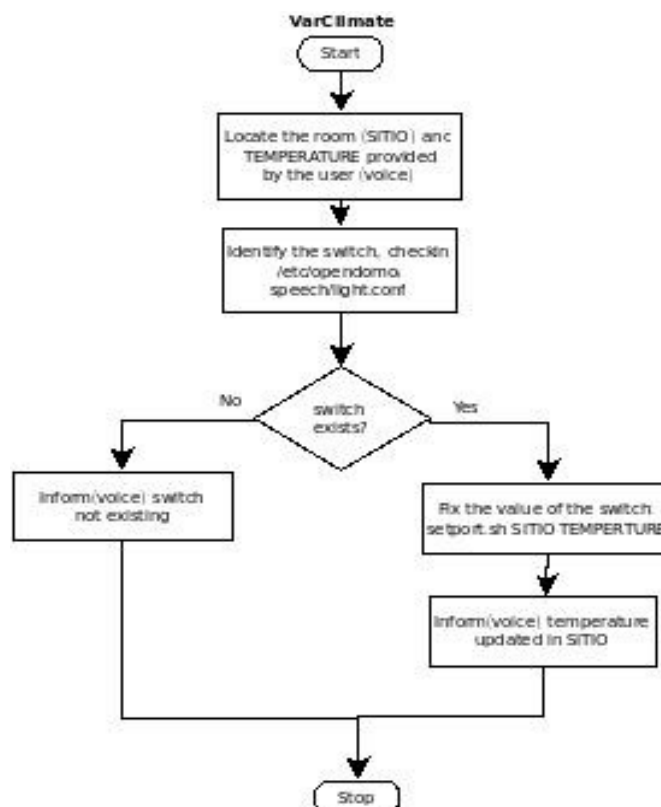 VarClimate
Start
Locate the room (SITIO) anc
TEMPERATURE provided
by the user (voice)
Identify the switch, checkin
/etc/opendomo/
speech/light.conf
switch
exists?
No
Yes
Inform(voice) switch
not existing
Fix the value of the switch
setport.sh SITIO TEMPERTURE
Inform(voice) temperature
updated in SITIO
Stop